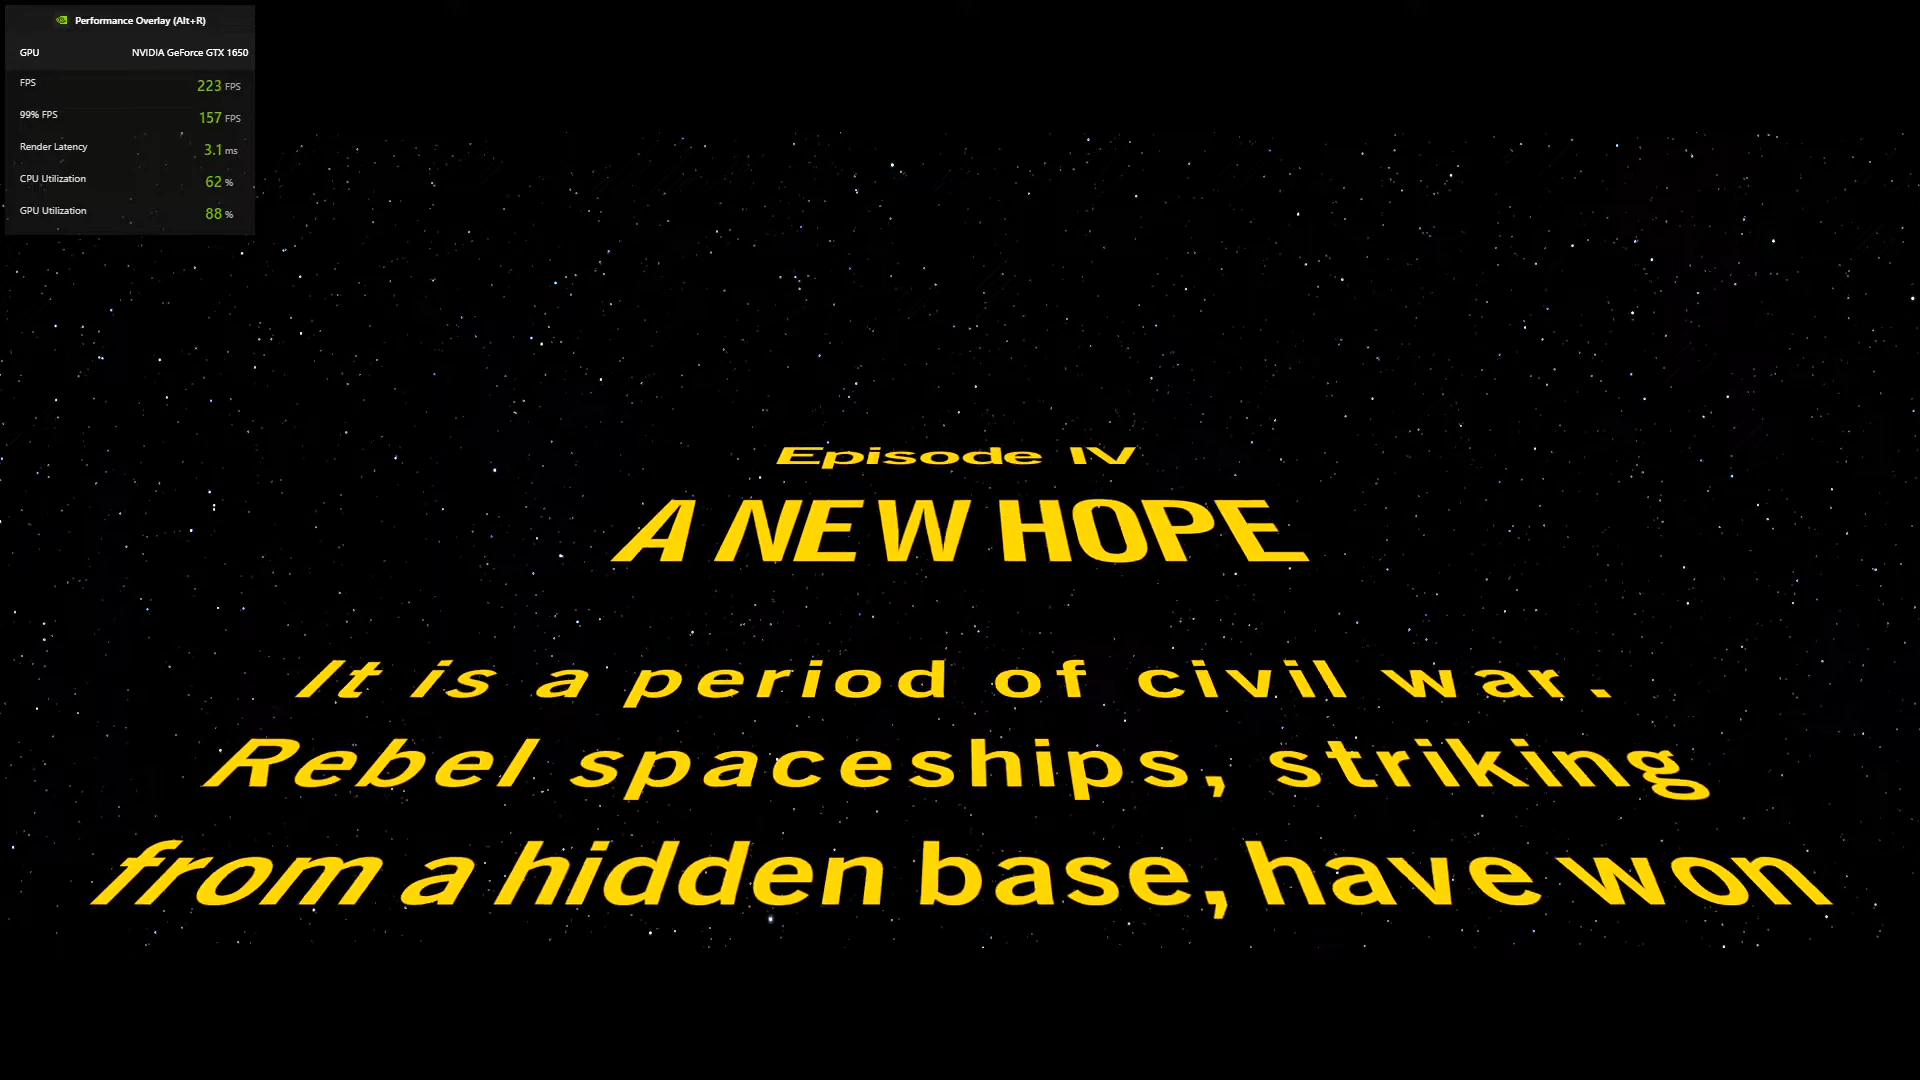 Performance Overlay (Alt+R)
GPU NVIDIA GeForce GTX 1650
FPS 223 FPS
99% FPS 157 FPS
Render Latency 3.1 ms
CPU Utilization 62 %
GPU Utilization 88 %
Episode IV
A NEW HOPE
It is a period of civil war.
Rebel spaceships, striking
from a hidden base, have won